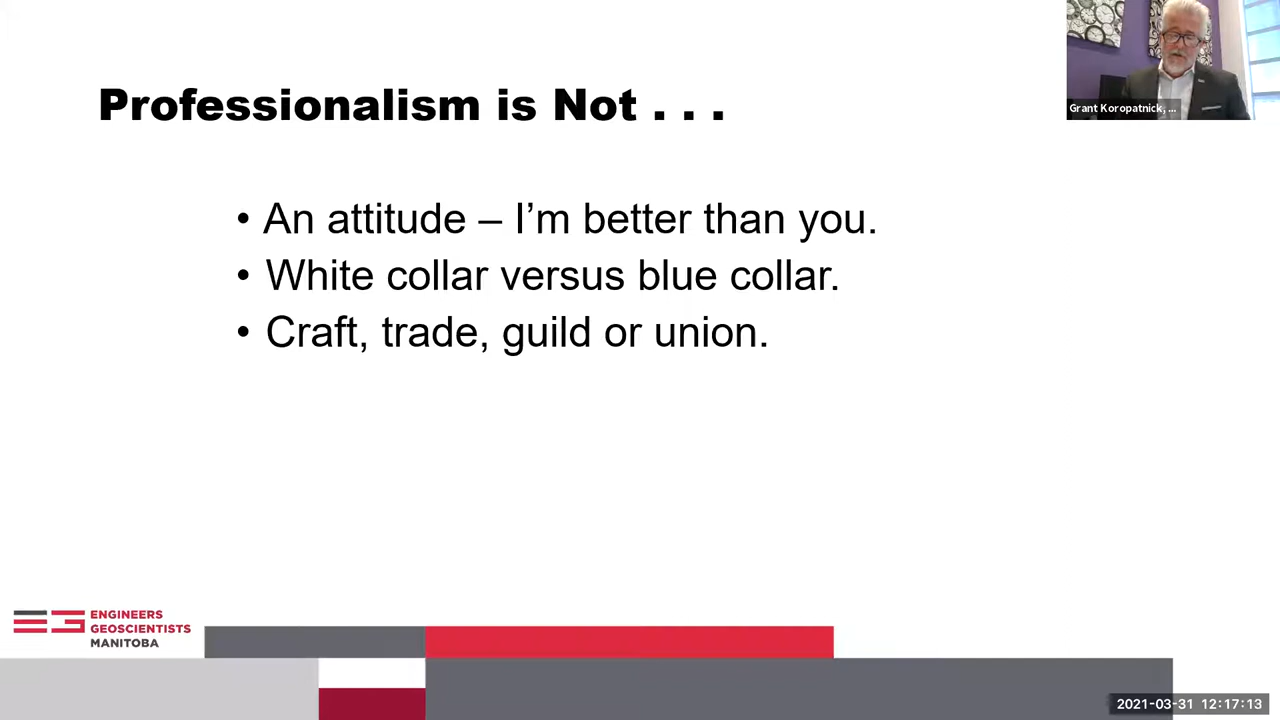 Professionalism is Not . . .
Grant Koropatnick, ...
• An attitude – I’m better than you.
• White collar versus blue collar.
• Craft, trade, guild or union.
ENGINEERS
GEOSCIENTISTS
MANITOBA
2021-03-31 12:17:13